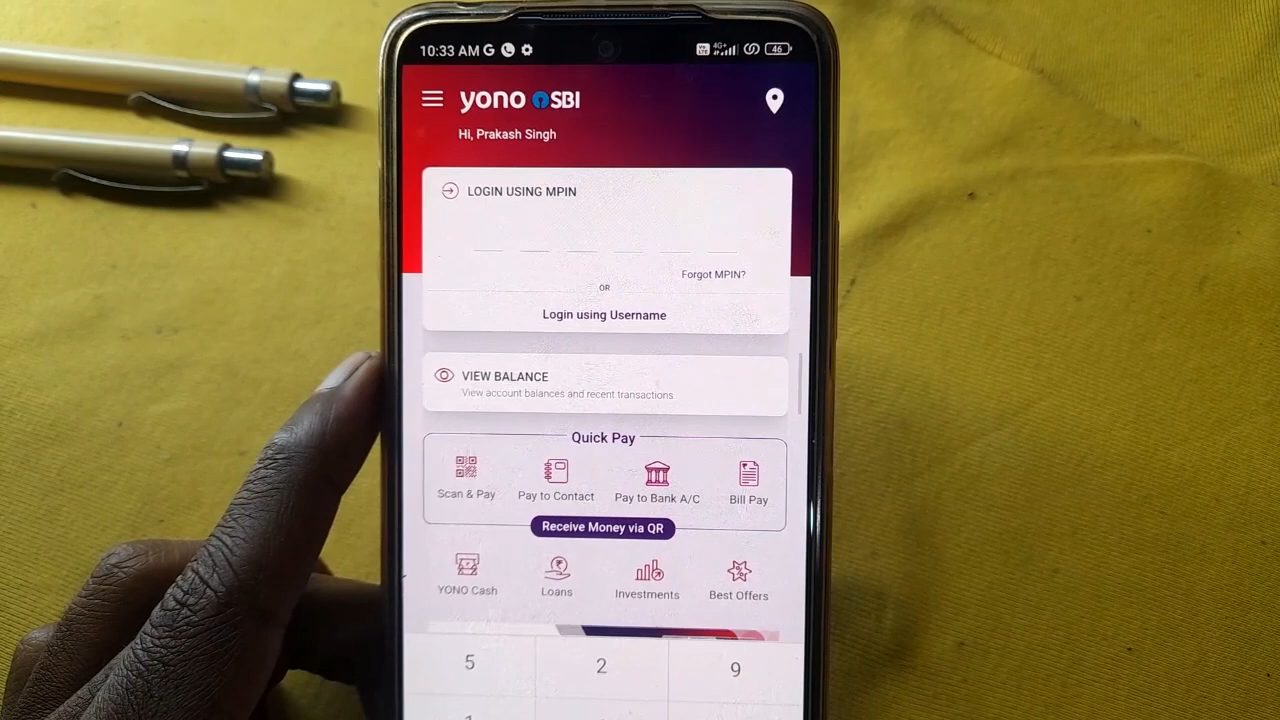 10:33 AM
4G+
46
yono SBI
Hi, Prakash Singh
LOGIN USING MPIN
Forgot MPIN?
OR
Login using Username
VIEW BALANCE
View account balances and recent transactions
Quick Pay
Scan & Pay
Pay to Contact
Pay to Bank A/C
Bill Pay
Receive Money via QR
YONO Cash
Loans
Investments
Best Offers
5 2 9